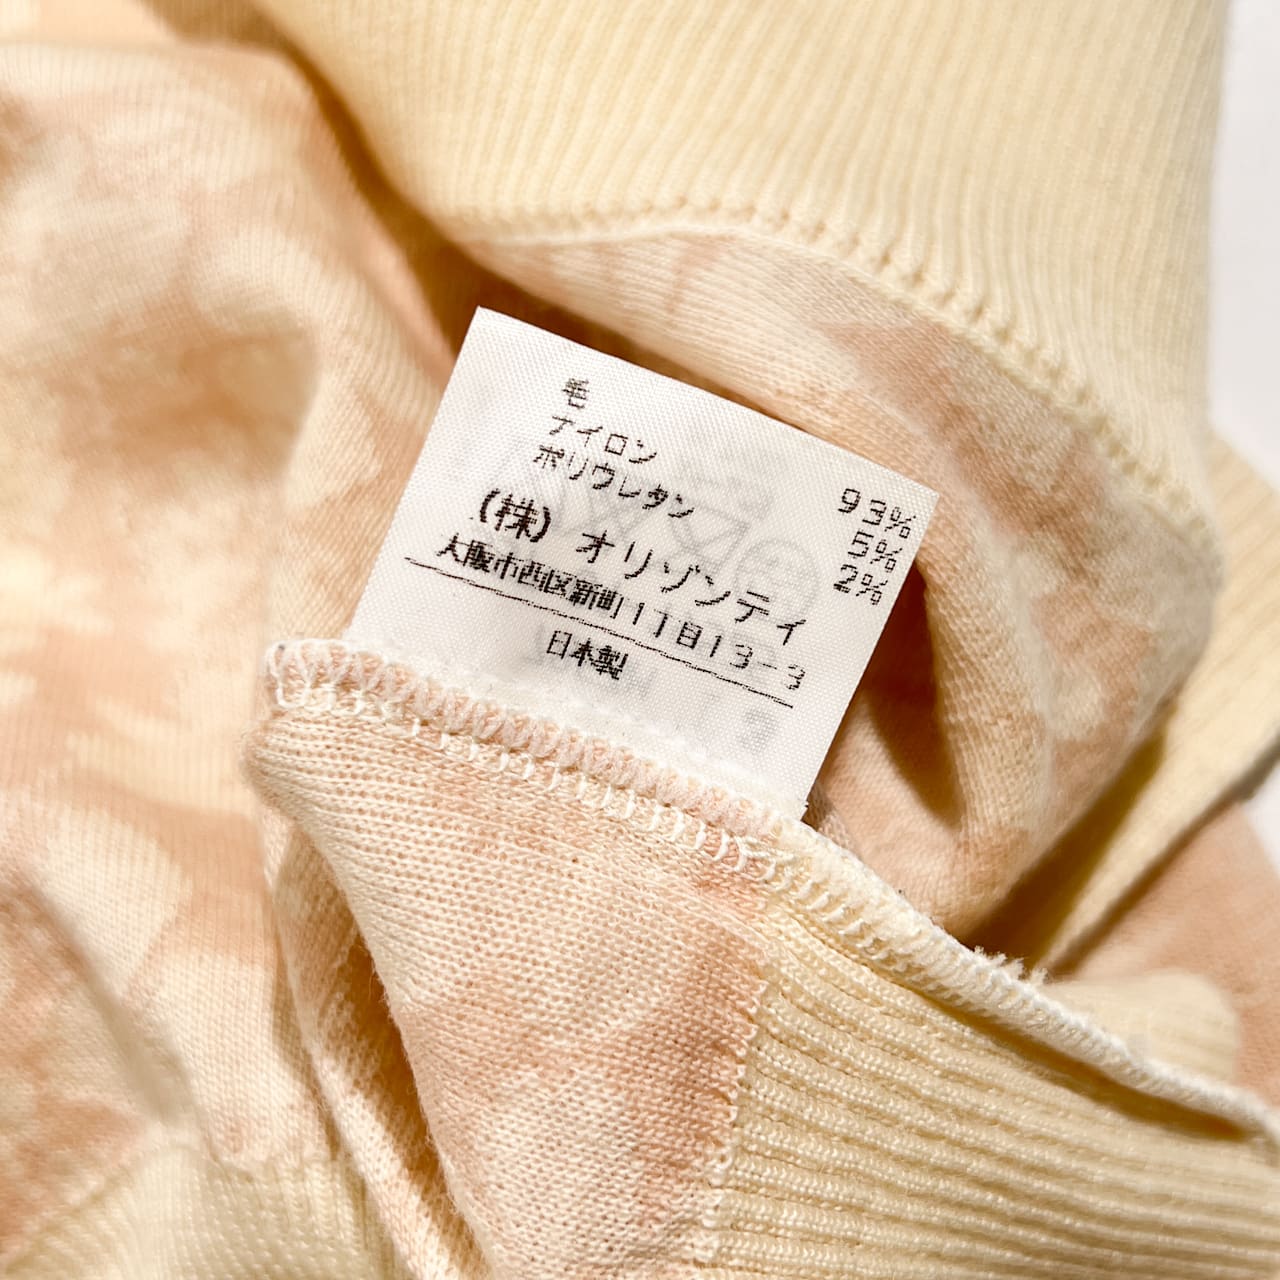 毛 93%
ナイロン 5%
ポリウレタン 2%
(株) オリゾンティ
大阪市西区新町1丁目13-3
日本製